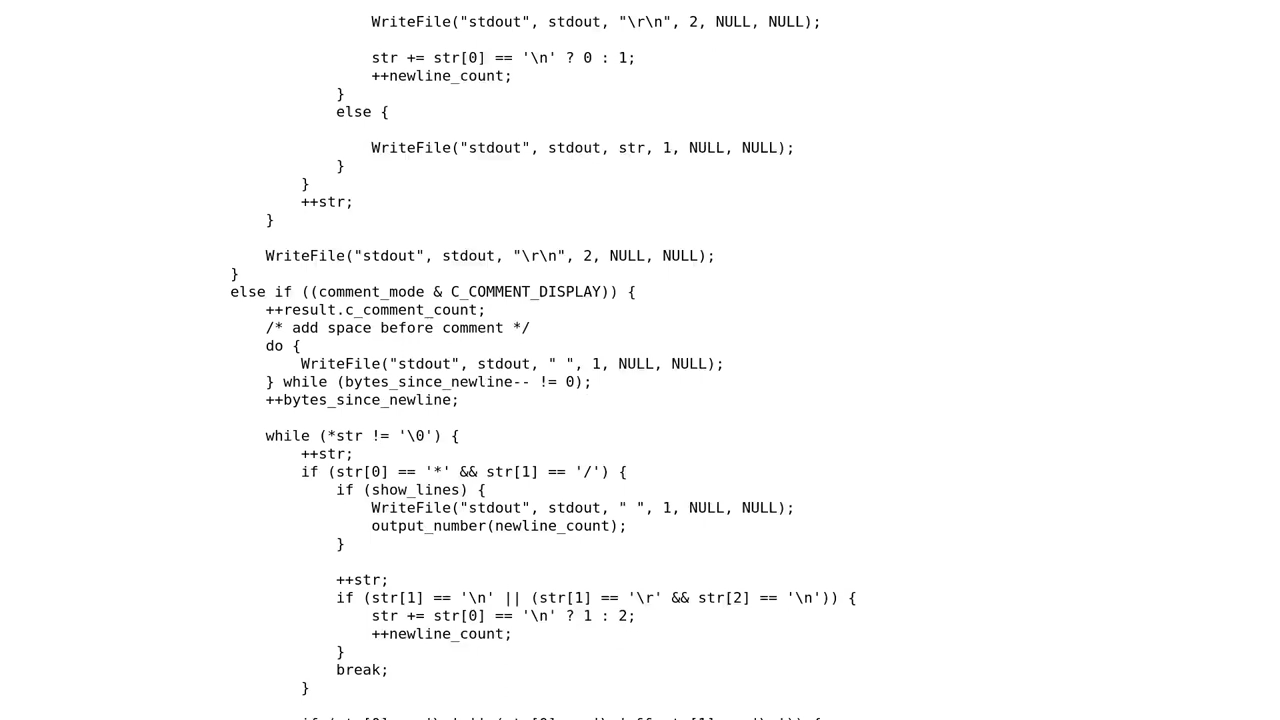 WriteFile("stdout", stdout, "\r\n", 2, NULL, NULL);
str += str[0] == '\n' ? 0 : 1;
++newline_count;
}
else {
WriteFile("stdout", stdout, str, 1, NULL, NULL);
}
}
++str;
}
WriteFile("stdout", stdout, "\r\n", 2, NULL, NULL);
}
else if ((comment_mode & C_COMMENT_DISPLAY)) {
++result.c_comment_count;
/* add space before comment */
do {
WriteFile("stdout", stdout, " ", 1, NULL, NULL);
} while (bytes_since_newline-- != 0);
++bytes_since_newline;
while (*str != '\0') {
++str;
if (str[0] == '*' && str[1] == '/') {
if (show_lines) {
WriteFile("stdout", stdout, " ", 1, NULL, NULL);
output_number(newline_count);
}
++str;
if (str[1] == '\n' || (str[1] == '\r' && str[2] == '\n')) {
str += str[0] == '\n' ? 1 : 2;
++newline_count;
}
break;
}